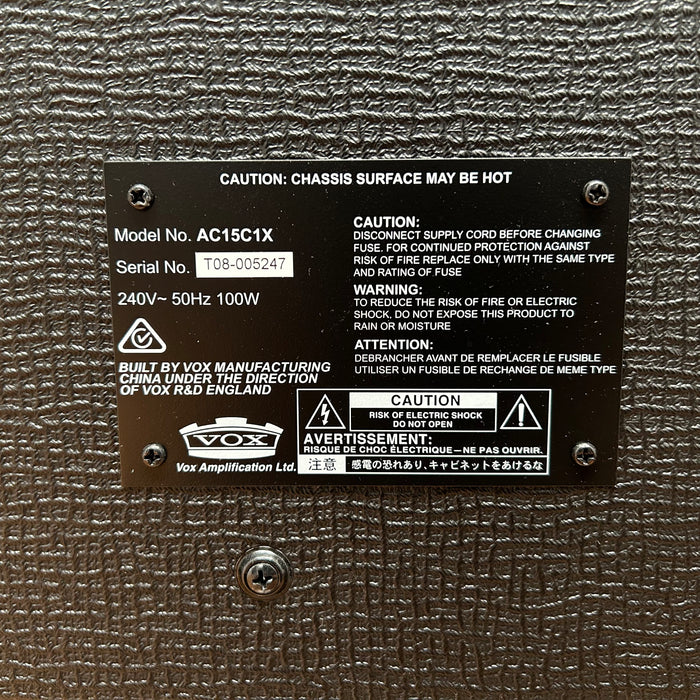 CAUTION: CHASSIS SURFACE MAY BE HOT
Model No. AC15C1X
Serial No. T08-005247
240V~ 50Hz 100W
BUILT BY VOX MANUFACTURING
CHINA UNDER THE DIRECTION
OF VOX R&D ENGLAND
VOX
Vox Amplification Ltd.
CAUTION:
DISCONNECT SUPPLY CORD BEFORE CHANGING
FUSE. FOR CONTINUED PROTECTION AGAINST
RISK OF FIRE REPLACE ONLY WITH THE SAME TYPE
AND RATING OF FUSE
WARNING:
TO REDUCE THE RISK OF FIRE OR ELECTRIC
SHOCK, DO NOT EXPOSE THIS PRODUCT TO
RAIN OR MOISTURE
ATTENTION:
DEBRANCHER AVANT DE REMPLACER LE FUSIBLE
UTILISER UN FUSIBLE DE RECHANGE DE MEME TYPE
CAUTION
RISK OF ELECTRIC SHOCK
DO NOT OPEN
AVERTISSEMENT:
RISQUE DE CHOC ÉLECTRIQUE—NE PAS OUVRIR.
注意 感電の恐れあり、キャビネットをあけるな